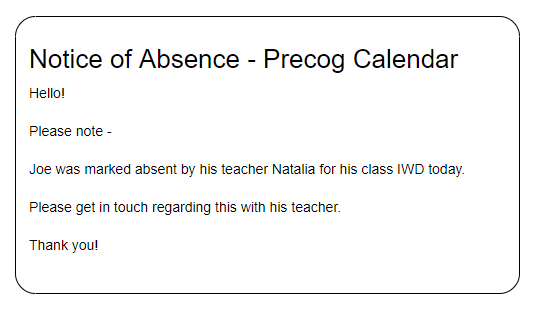 Notice of Absence - Precog Calendar
Hello!
Please note -
Joe was marked absent by his teacher Natalia for his class IWD today.
Please get in touch regarding this with his teacher.
Thank you!